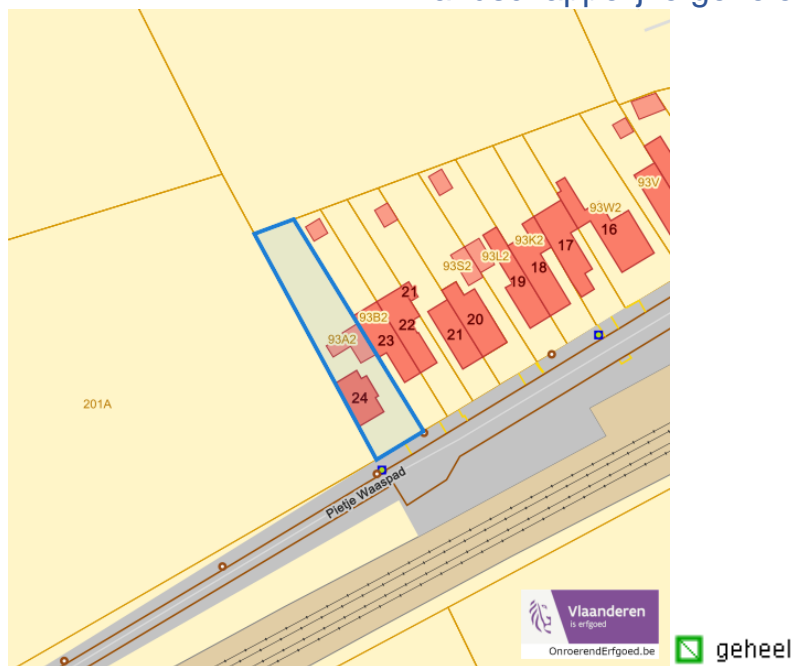 93V
93W2
16
17
93K2
18
93L2
19
93S2
20
21
21
93B2
22
23
93A2
24
201A
Pietje Waaspad
Vlaanderen
is erfgoed
OnroerendErfgoed.be
geheel